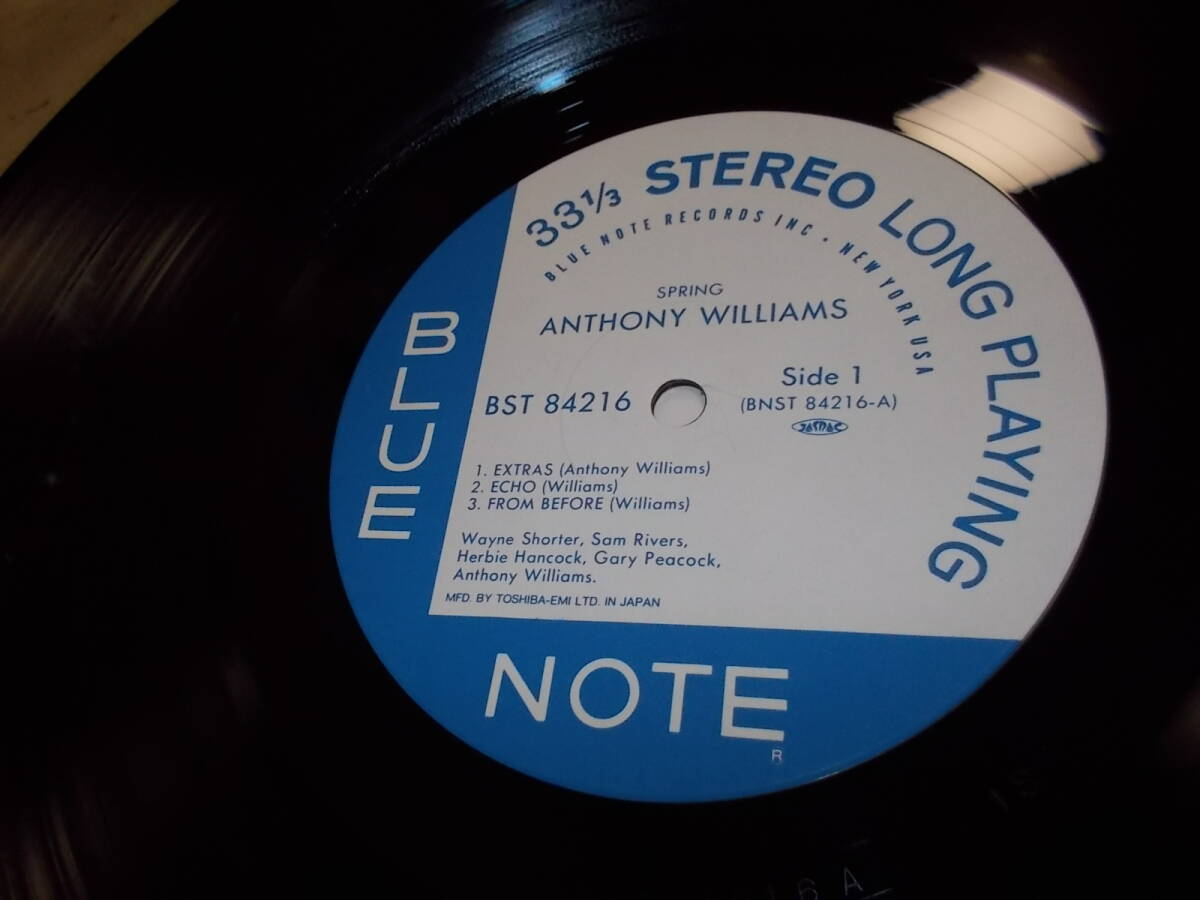 33⅓ STEREO LONG PLAYING
BLUE NOTE RECORDS INC • NEW YORK USA
SPRING
ANTHONY WILLIAMS
BST 84216
Side 1
(BNST 84216-A)
JASRAC
1. EXTRAS (Anthony Williams)
2. ECHO (Williams)
3. FROM BEFORE (Williams)
Wayne Shorter, Sam Rivers,
Herbie Hancock, Gary Peacock,
Anthony Williams.
MFD. BY TOSHIBA-EMI LTD. IN JAPAN
BLUE
NOTE
R
6 A